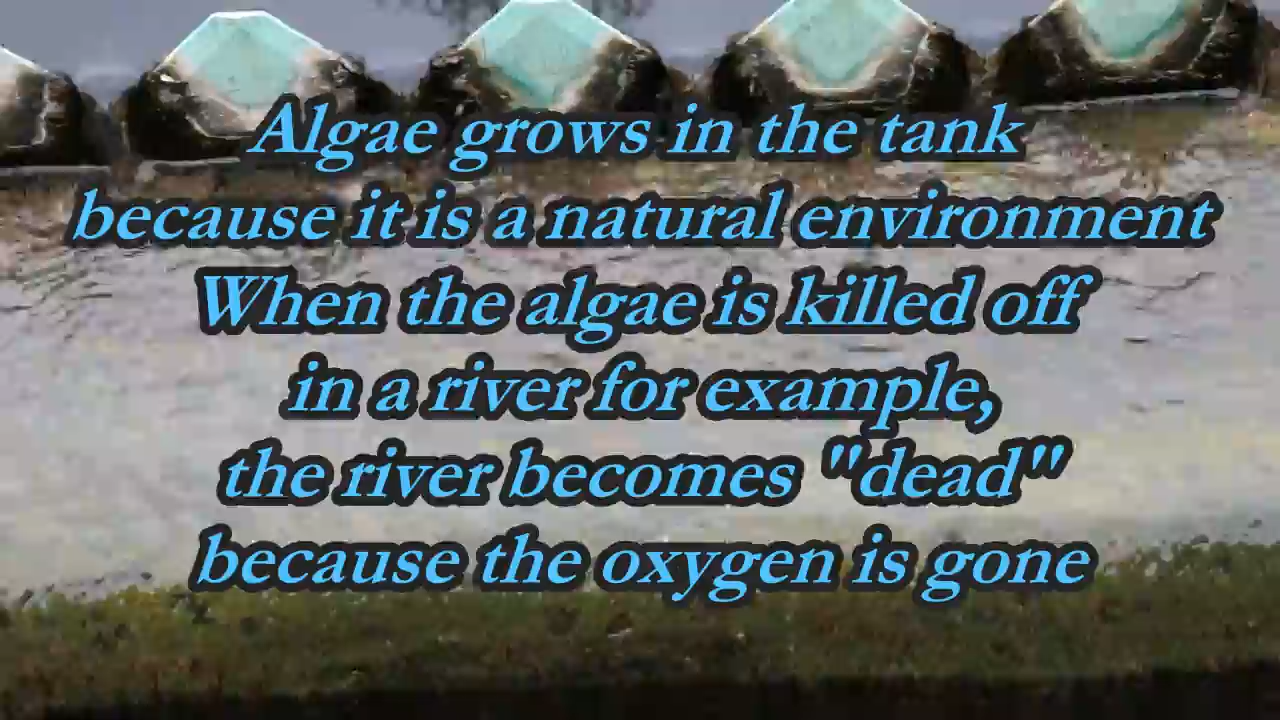 Algae grows in the tank
because it is a natural environment
When the algae is killed off
in a river for example,
the river becomes "dead"
because the oxygen is gone